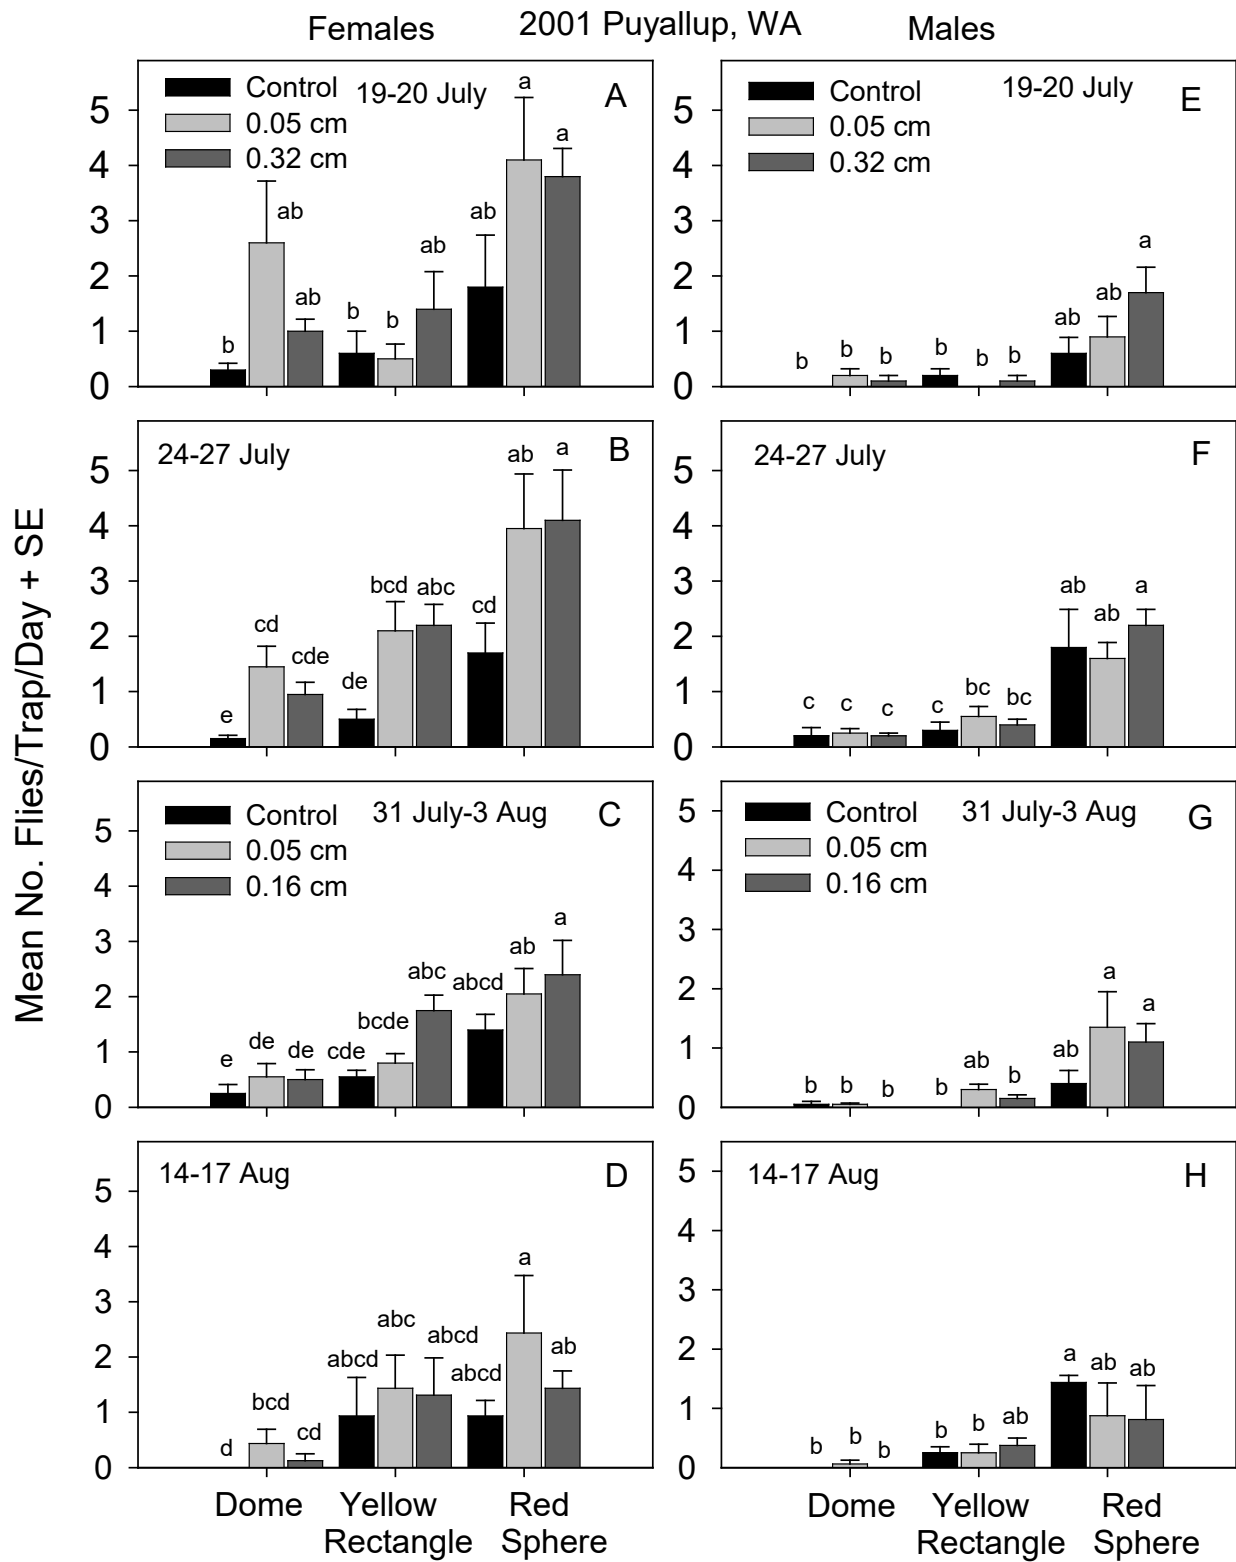 2001 Puyallup, WA
Females
Males
Mean No. Flies/Trap/Day + SE
Control
0.05 cm
0.32 cm
19-20 July
A
5
4
3
2
1
0
b
ab
ab
b
b
ab
ab
a
a
Control
0.05 cm
0.32 cm
19-20 July
E
5
4
3
2
1
0
b
b
b
b
b
b
ab
ab
a
24-27 July
B
5
4
3
2
1
0
e
cd
cde
de
bcd
abc
cd
ab
a
24-27 July
F
5
4
3
2
1
0
c
c
c
c
bc
bc
ab
ab
a
Control
0.05 cm
0.16 cm
31 July-3 Aug
C
5
4
3
2
1
0
e
de
de
cde
bcde
abc
abcd
ab
a
Control
0.05 cm
0.16 cm
31 July-3 Aug
G
5
4
3
2
1
0
b
b
b
b
ab
b
ab
a
a
14-17 Aug
D
5
4
3
2
1
0
d
bcd
cd
abcd
abc
abcd
abcd
a
ab
14-17 Aug
H
5
4
3
2
1
0
b
b
b
b
b
ab
a
ab
ab
Dome
Yellow
Rectangle
Red
Sphere
Dome
Yellow
Rectangle
Red
Sphere